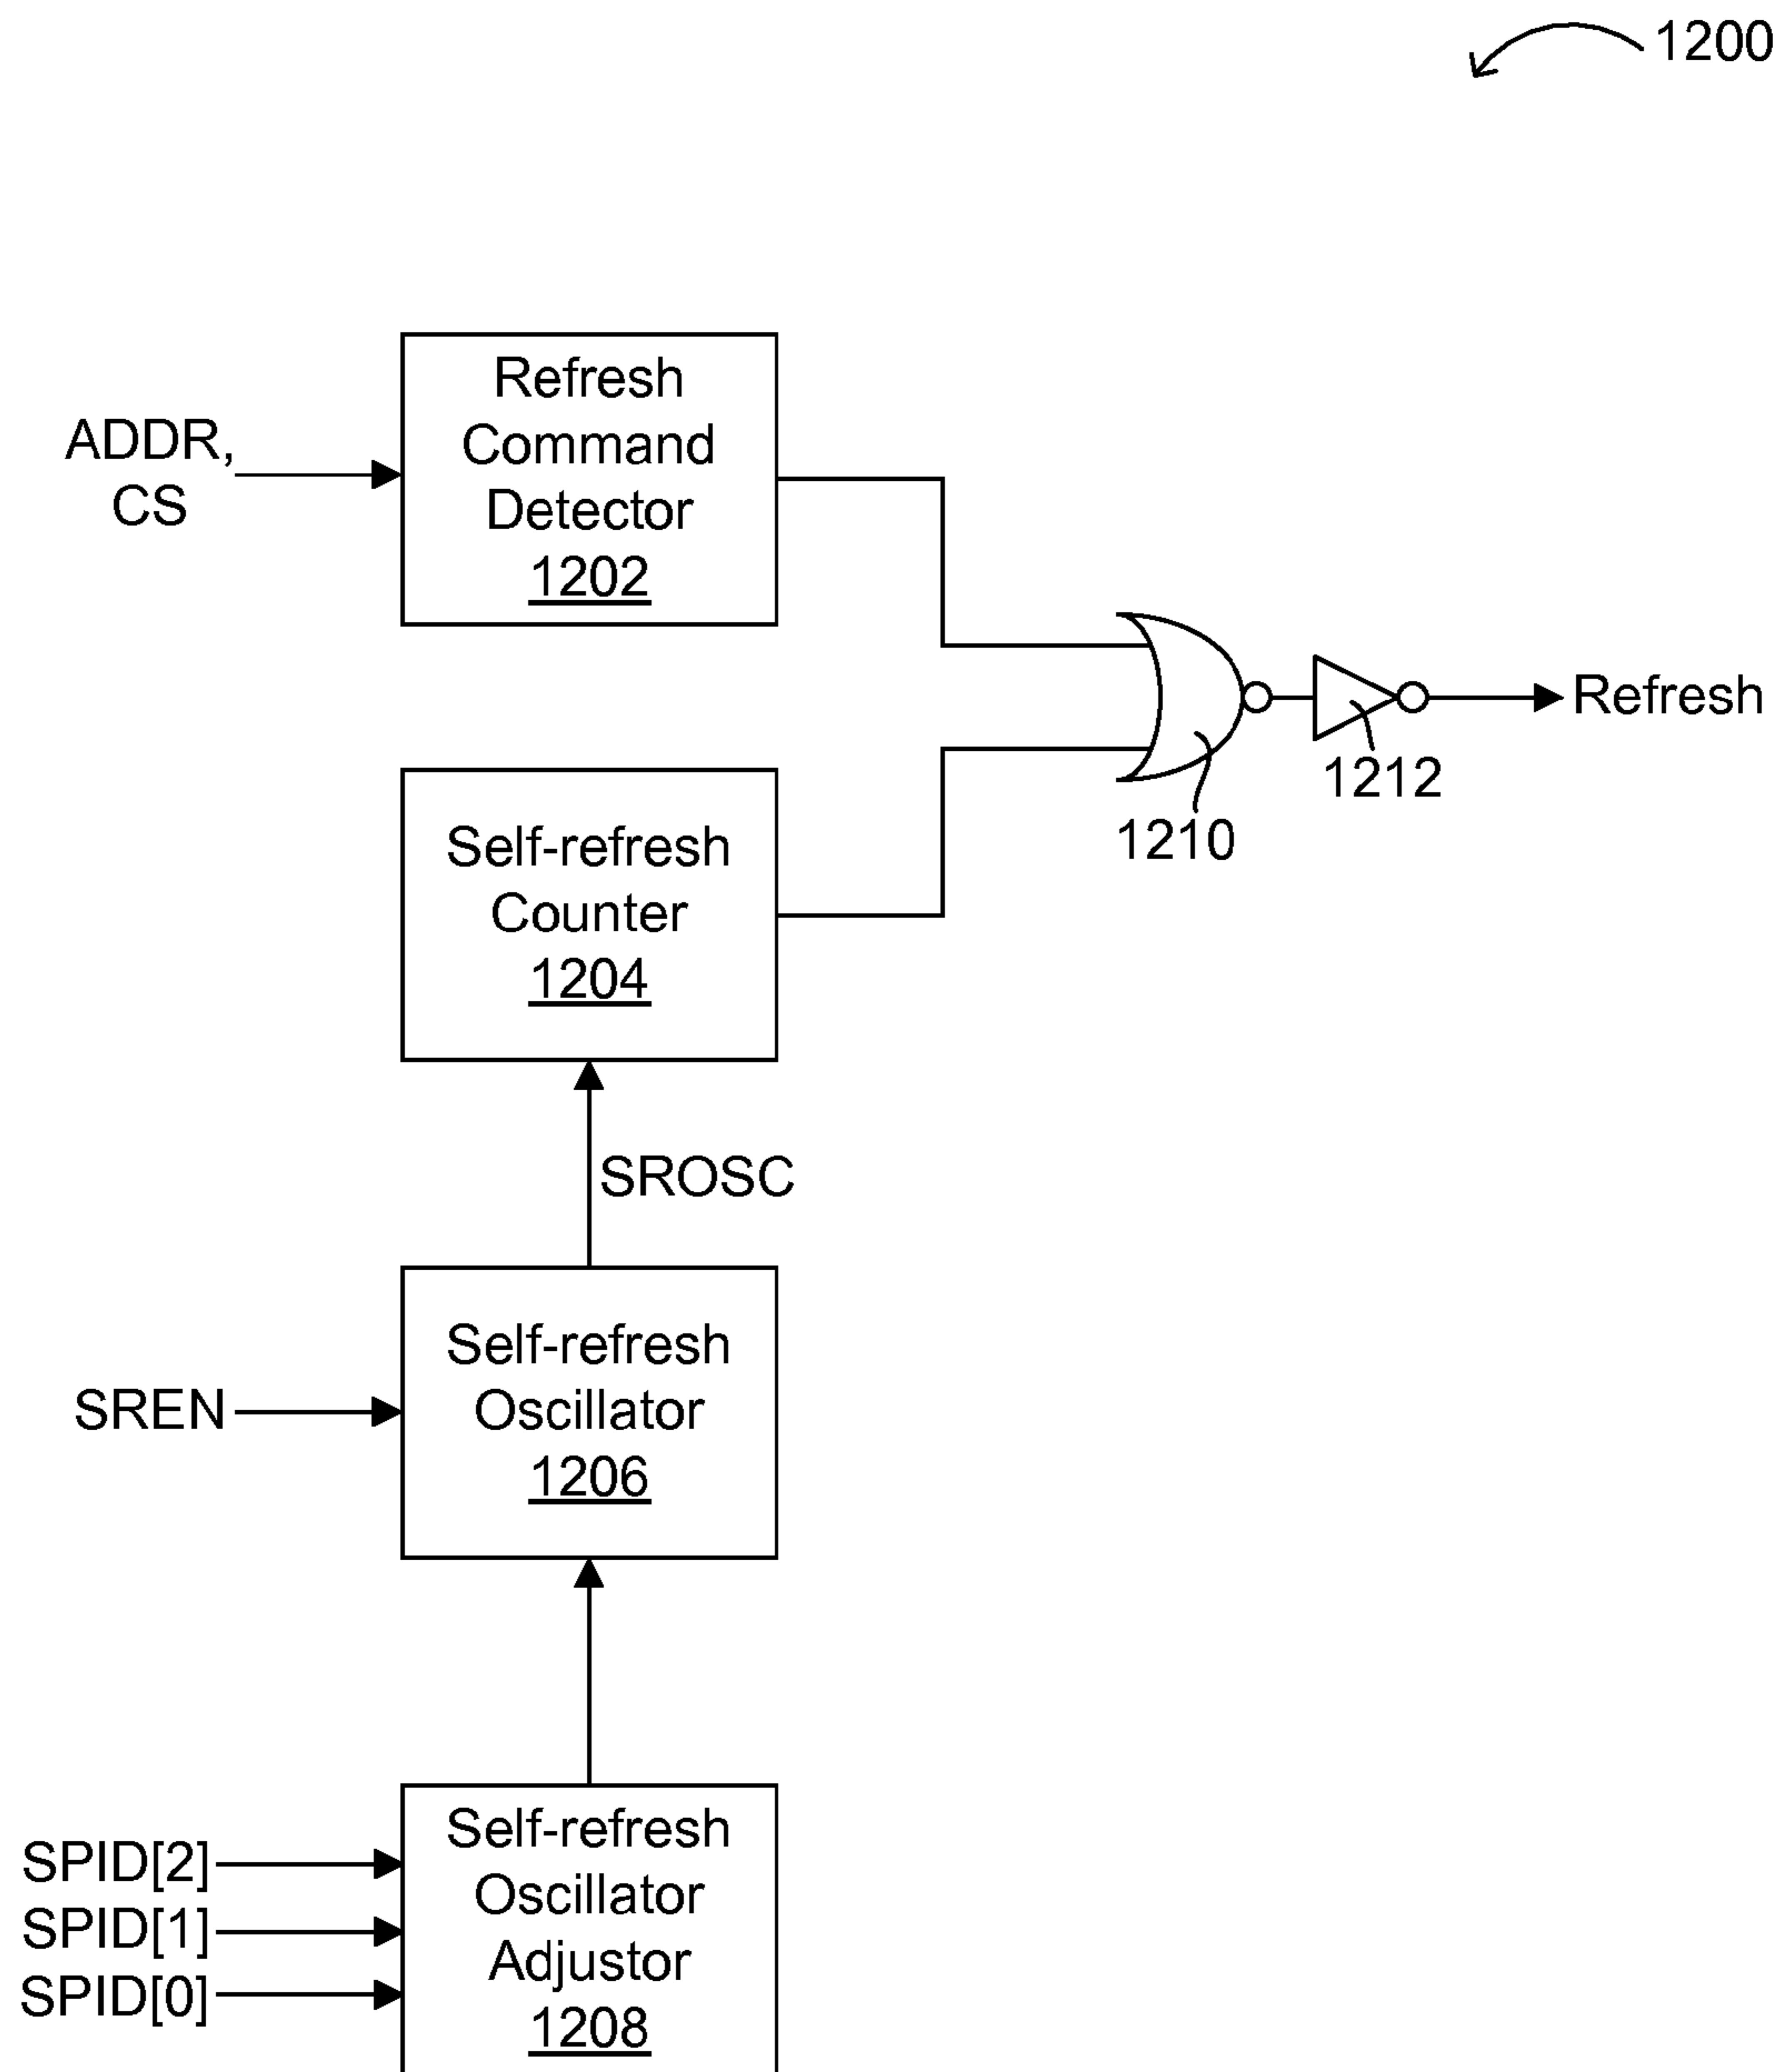 1200
Refresh
Command
Detector
1202
ADDR,
CS
Refresh
1212
1210
Self-refresh
Counter
1204
SROSC
Self-refresh
Oscillator
1206
SREN
Self-refresh
Oscillator
Adjustor
1208
SPID[2]
SPID[1]
SPID[0]